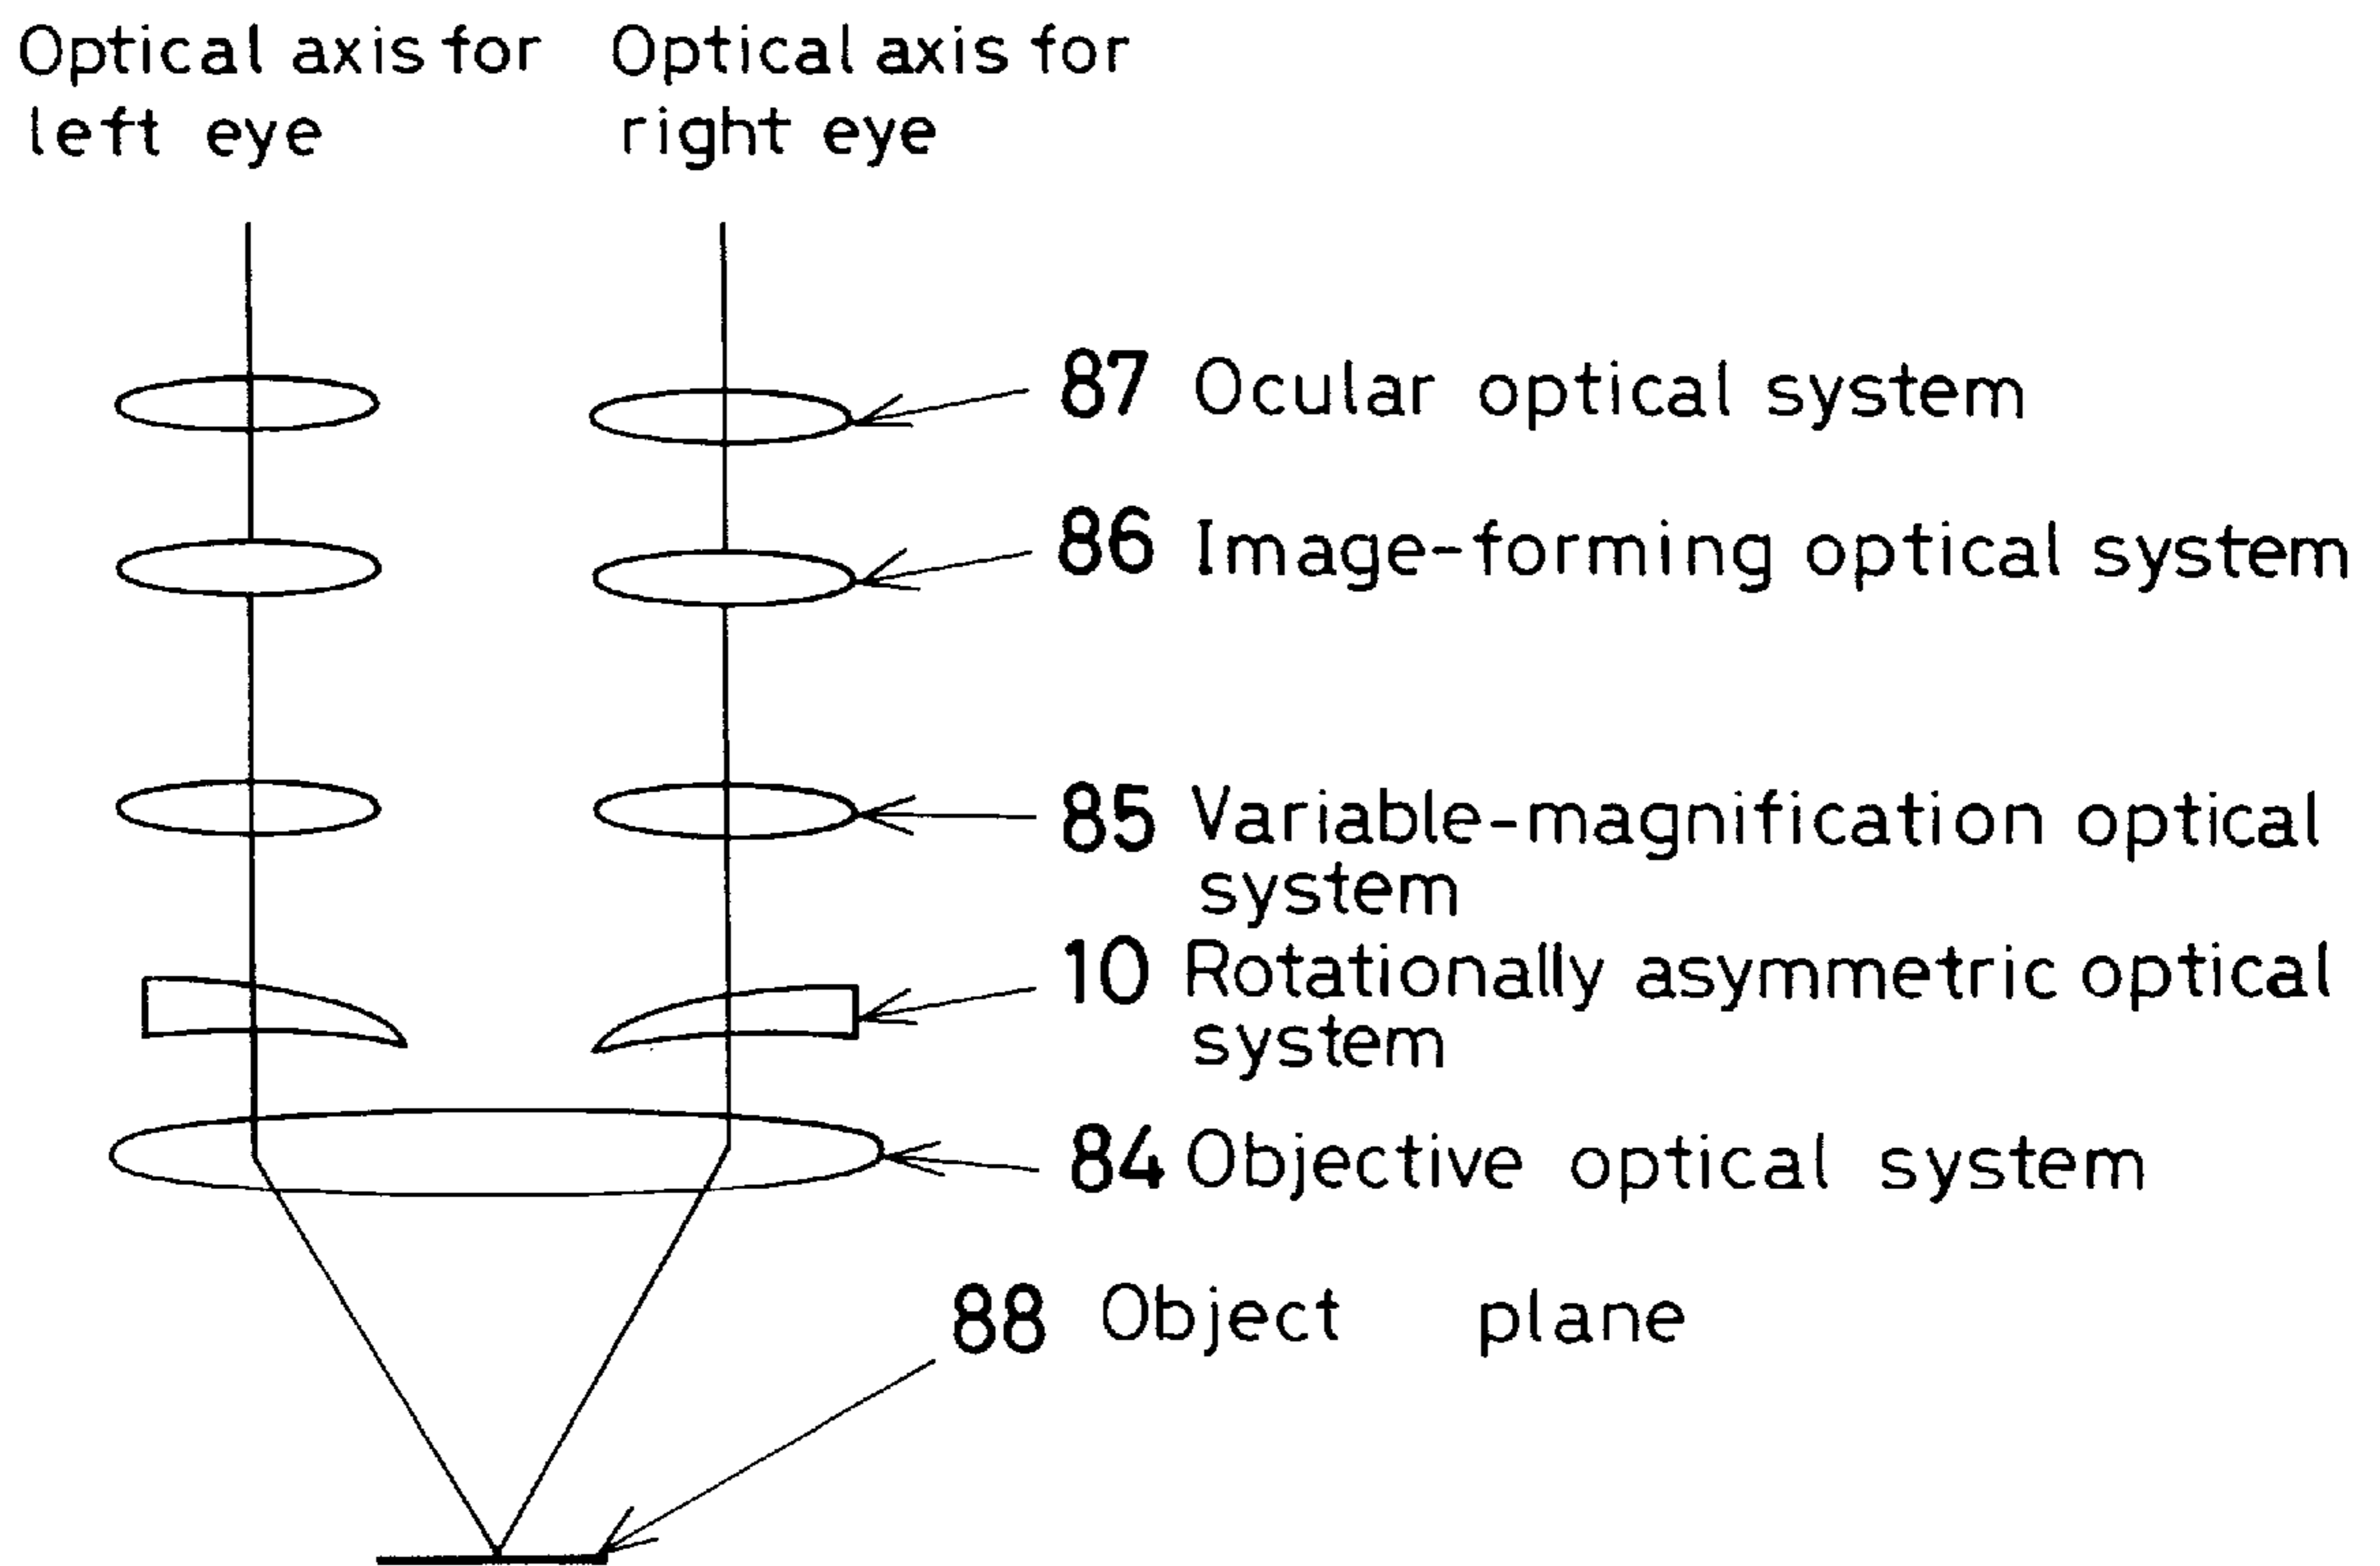 Optical axis for
left eye
Optical axis for
right eye
87 Ocular optical system
86 Image-forming optical system
85 Variable-magnification optical
system
10 Rotationally asymmetric optical
system
84 Objective optical system
88 Object plane